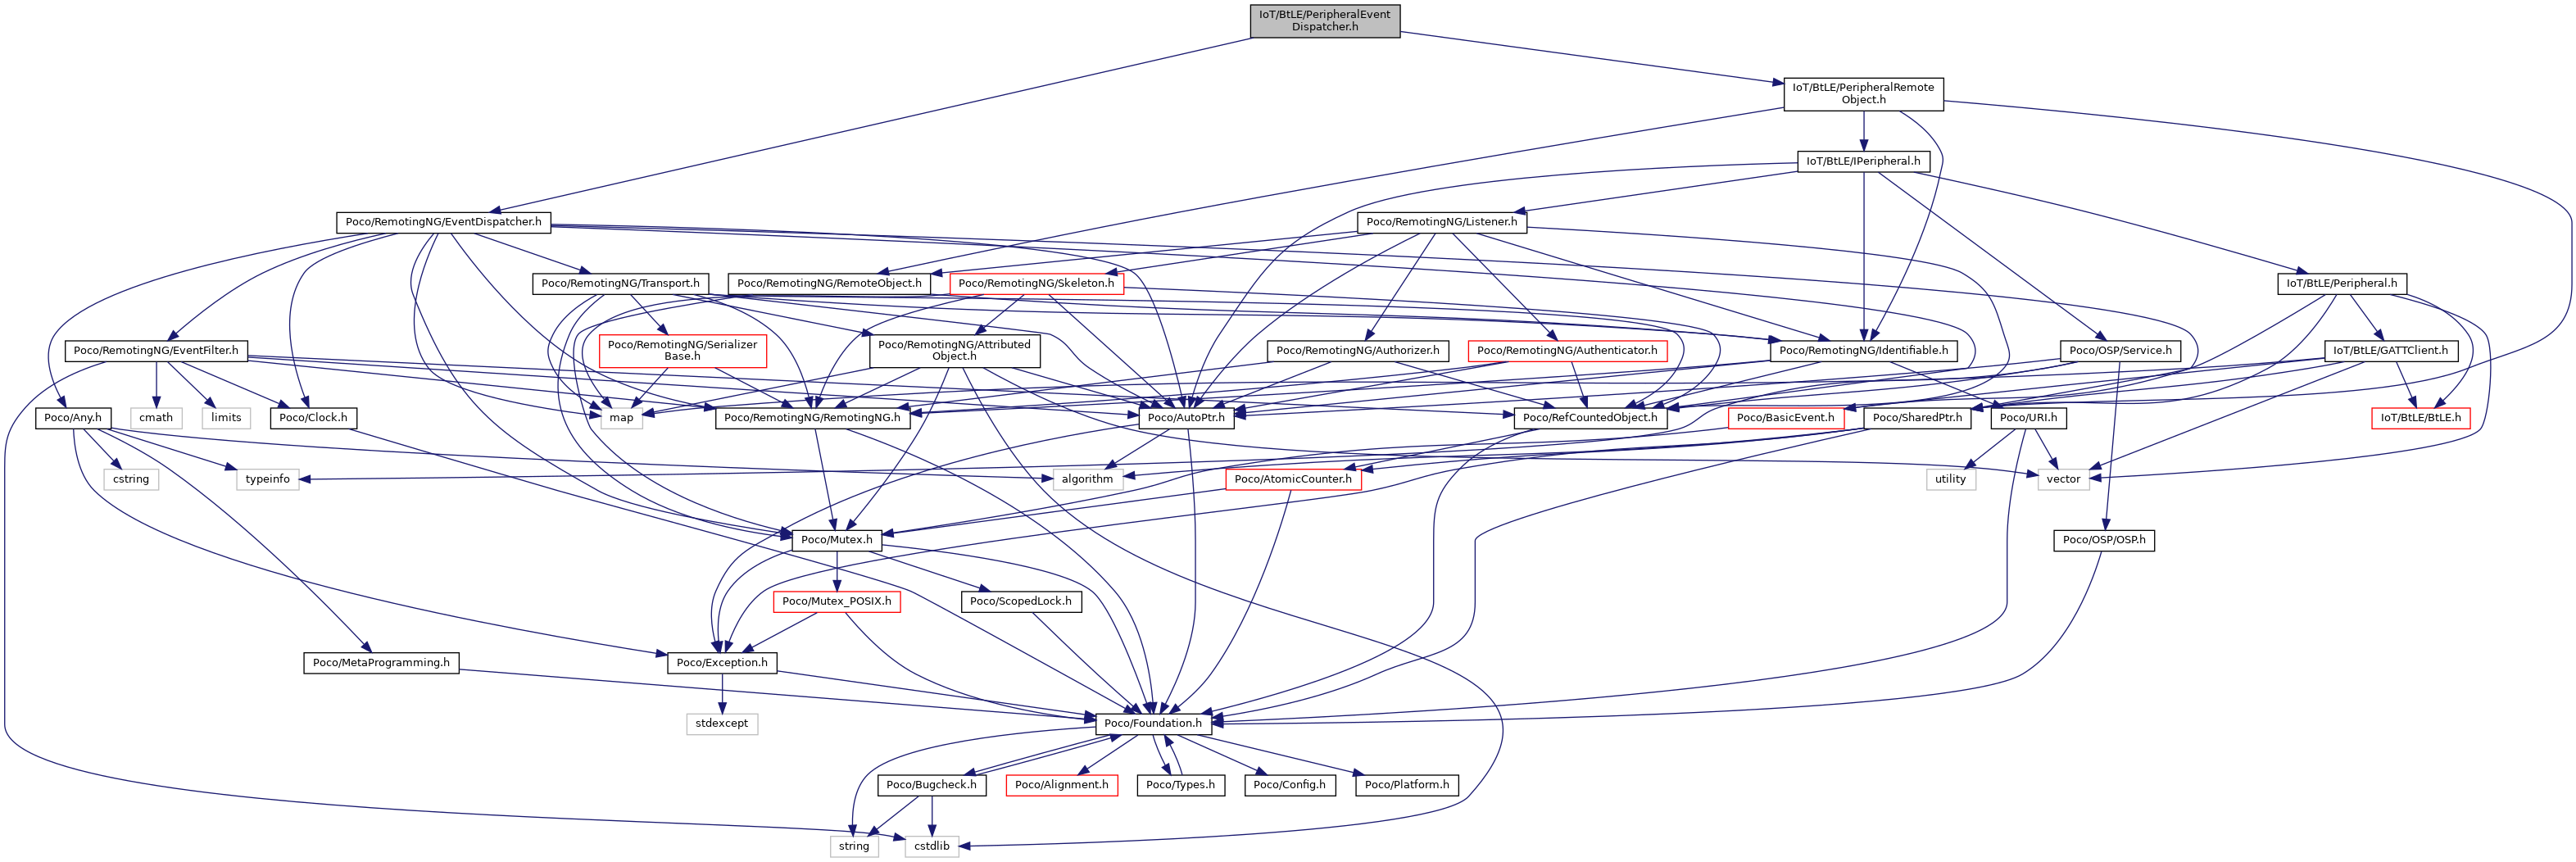 IoT/BtLE/PeripheralEvent
Dispatcher.h
IoT/BtLE/PeripheralRemote
Object.h
IoT/BtLE/IPeripheral.h
Poco/RemotingNG/EventDispatcher.h
Poco/RemotingNG/Listener.h
Poco/RemotingNG/Transport.h
Poco/RemotingNG/RemoteObject.h
Poco/RemotingNG/Skeleton.h
IoT/BtLE/Peripheral.h
Poco/RemotingNG/EventFilter.h
Poco/RemotingNG/Serializer
Base.h
Poco/RemotingNG/Attributed
Object.h
Poco/RemotingNG/Authorizer.h
Poco/RemotingNG/Authenticator.h
Poco/RemotingNG/Identifiable.h
Poco/OSP/Service.h
IoT/BtLE/GATTClient.h
Poco/Any.h
cmath
limits
Poco/Clock.h
map
Poco/RemotingNG/RemotingNG.h
Poco/AutoPtr.h
Poco/RefCountedObject.h
Poco/BasicEvent.h
Poco/SharedPtr.h
Poco/URI.h
IoT/BtLE/BtLE.h
cstring
typeinfo
algorithm
Poco/AtomicCounter.h
utility
vector
Poco/Mutex.h
Poco/OSP/OSP.h
Poco/Mutex_POSIX.h
Poco/ScopedLock.h
Poco/MetaProgramming.h
Poco/Exception.h
stdexcept
Poco/Foundation.h
Poco/Bugcheck.h
Poco/Alignment.h
Poco/Types.h
Poco/Config.h
Poco/Platform.h
string
cstdlib